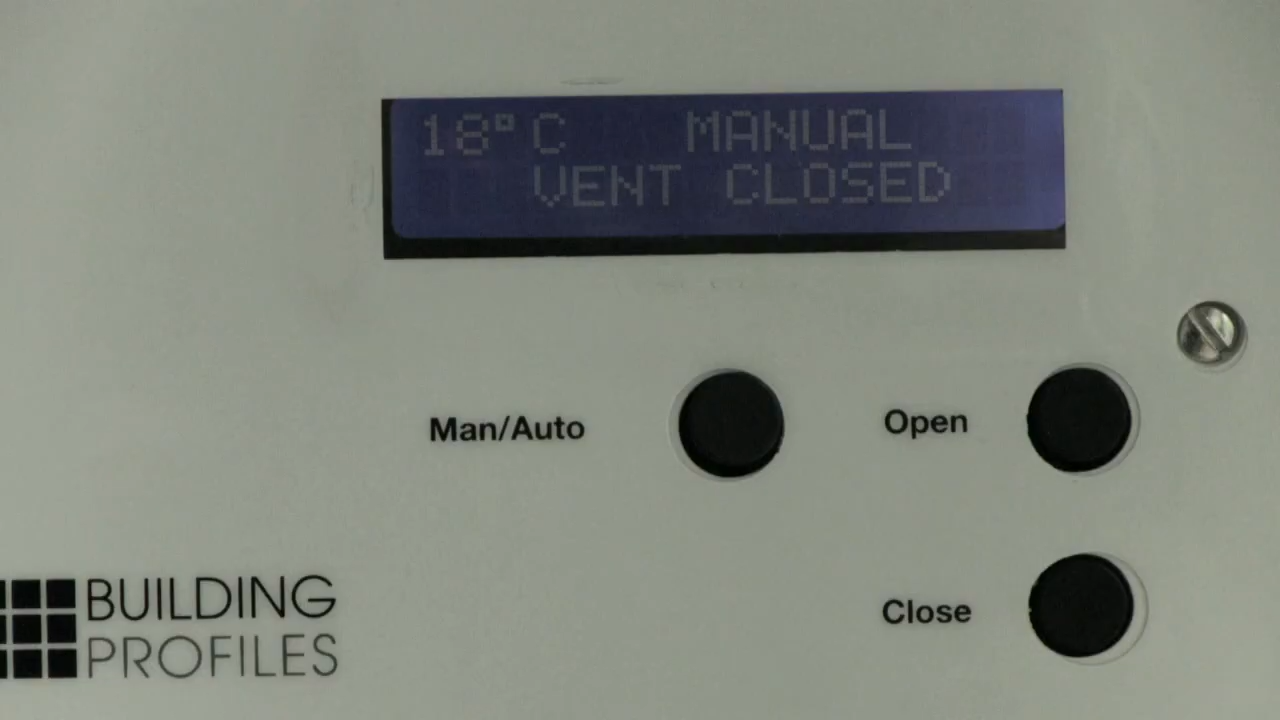 18°C MANUAL
VENT CLOSED
Man/Auto
Open
Close
BUILDING
PROFILES